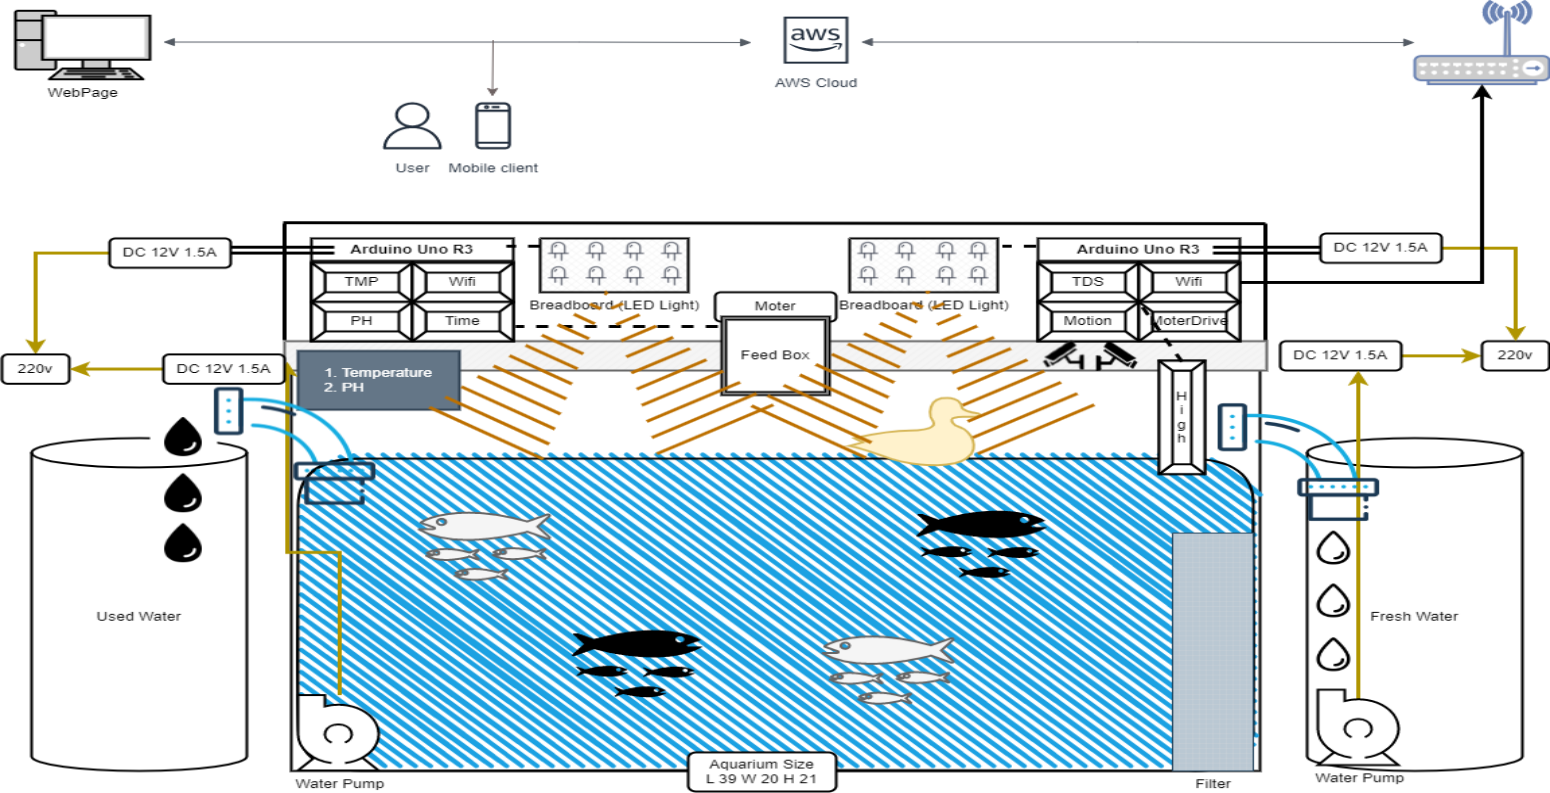 aws
WebPage
AWS Cloud
User
Mobile client
DC 12V 1.5A
Arduino Uno R3
Arduino Uno R3
DC 12V 1.5A
TMP
Wifi
TDS
Wifi
Breadboard (LED Light)
Moter
Breadboard (LED Light)
PH
Time
Motion
MoterDrive
Feed Box
220v
DC 12V 1.5A
DC 12V 1.5A
220v
1. Temperature
2. PH
High
Used Water
Fresh Water
Aquarium Size
L 39 W 20 H 21
Water Pump
Filter
Water Pump